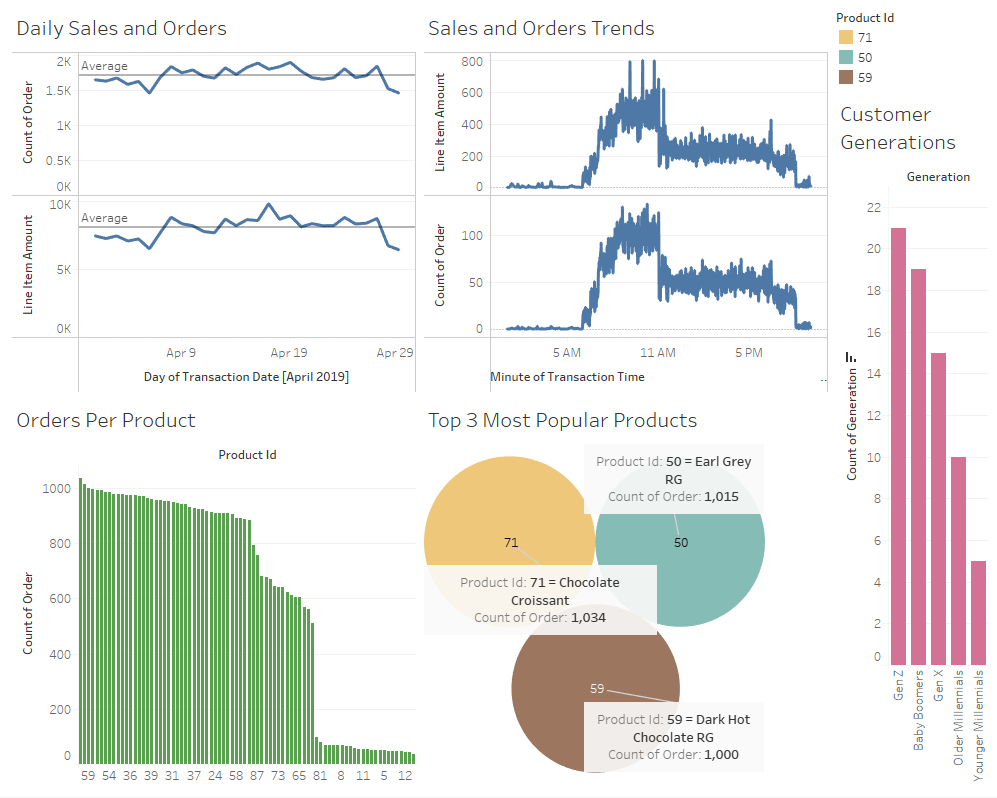 Daily Sales and Orders
2K
Average
1.5K
1K
0.5K
0K
Count of Order
10K
Average
5K
0K
Line Item Amount
Apr 9 Apr 19 Apr 29
Day of Transaction Date [April 2019]
Sales and Orders Trends
800
600
400
200
0
Line Item Amount
100
50
0
Count of Order
5 AM 11 AM 5 PM
Minute of Transaction Time ..
Product Id
71
50
59
Customer
Generations
Generation
22
20
18
16
14
12
10
8
6
4
2
0
Count of Generation
Gen Z
Baby Boomers
Gen X
Older Millennials
Younger Millennials
Orders Per Product
Product Id
1000
800
600
400
200
0
Count of Order
59 54 36 39 31 37 24 58 87 73 65 81 8 11 5 12
Top 3 Most Popular Products
Product Id: 50 = Earl Grey
RG
Count of Order: 1,015
71
50
Product Id: 71 = Chocolate
Croissant
Count of Order: 1,034
59
Product Id: 59 = Dark Hot
Chocolate RG
Count of Order: 1,000